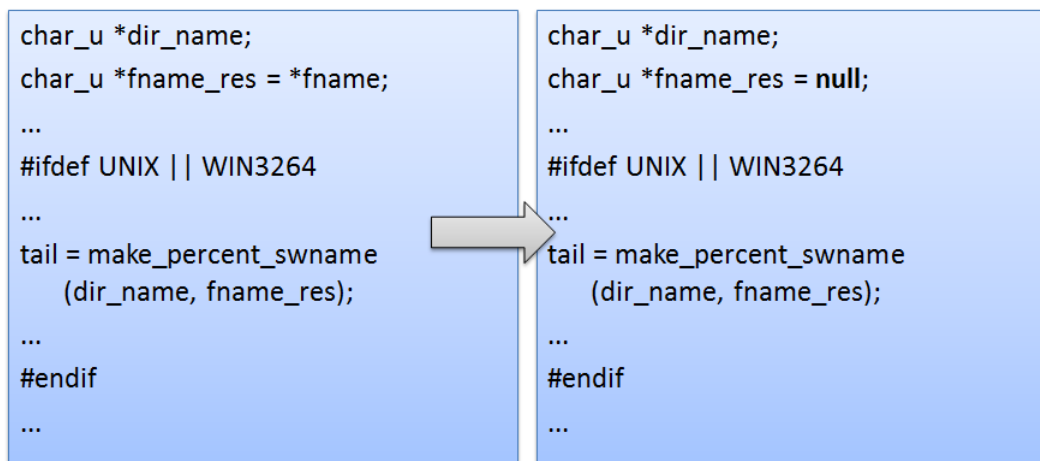 char_u *dir_name;
char_u *fname_res = *fname;
...
#ifdef UNIX || WIN3264
...
tail = make_percent_swname
(dir_name, fname_res);
...
#endif
...
char_u *dir_name;
char_u *fname_res = null;
...
#ifdef UNIX || WIN3264
...
tail = make_percent_swname
(dir_name, fname_res);
...
#endif
...